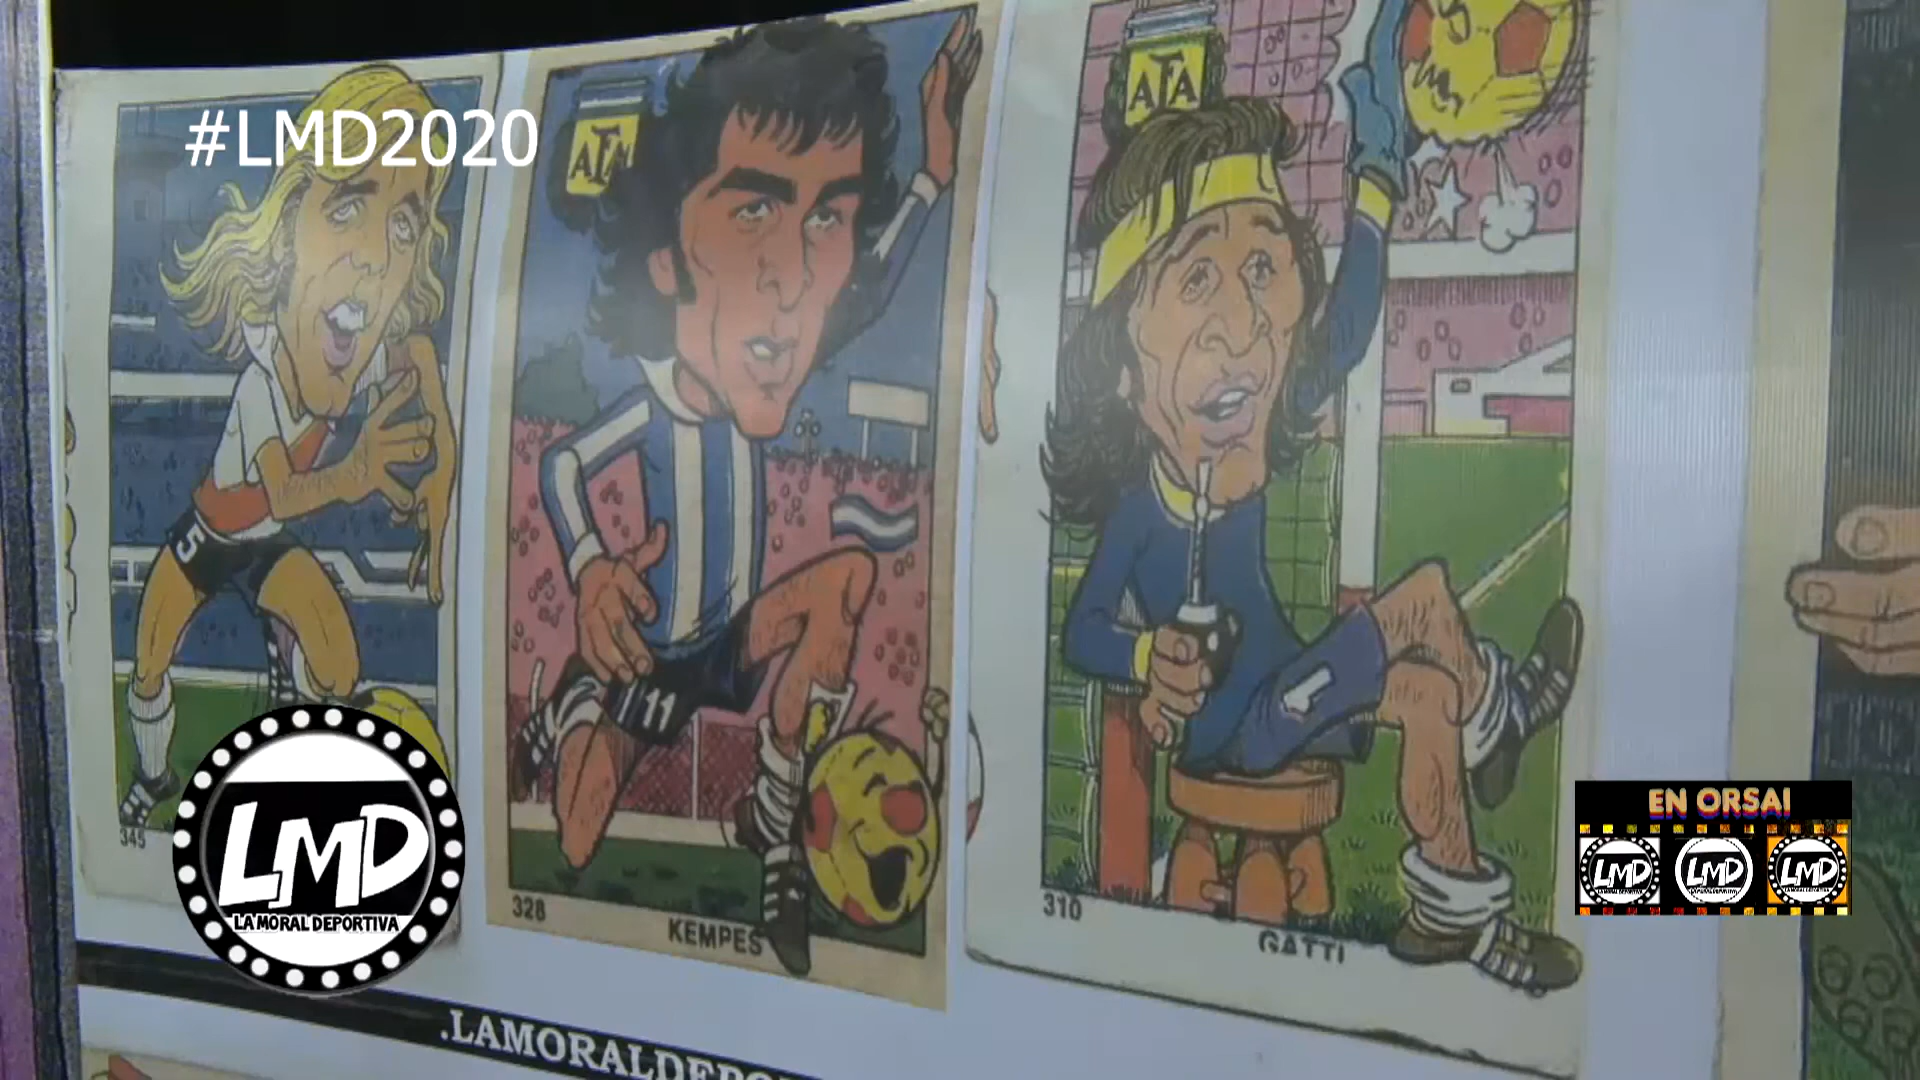 #LMD2020
AFA
AFA
5
11
1
345
328
KEMPES
310
GATTI
LMD
LA MORAL DEPORTIVA
EN ORSAI
LMD
LMD
LMD
.LAMORALDEPO